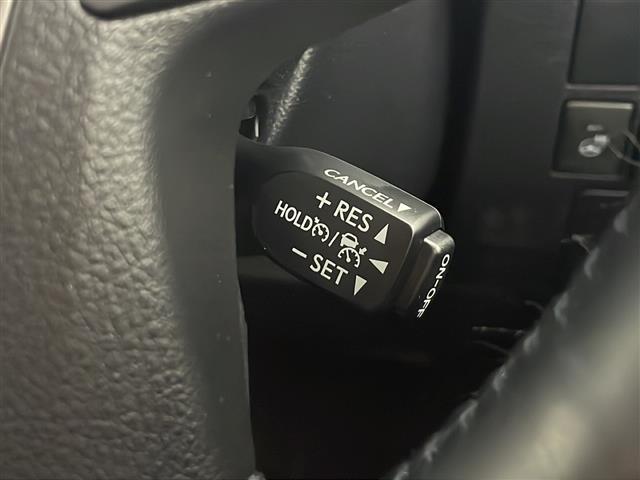 CANCEL
+ RES
HOLD /
- SET
ON-OFF